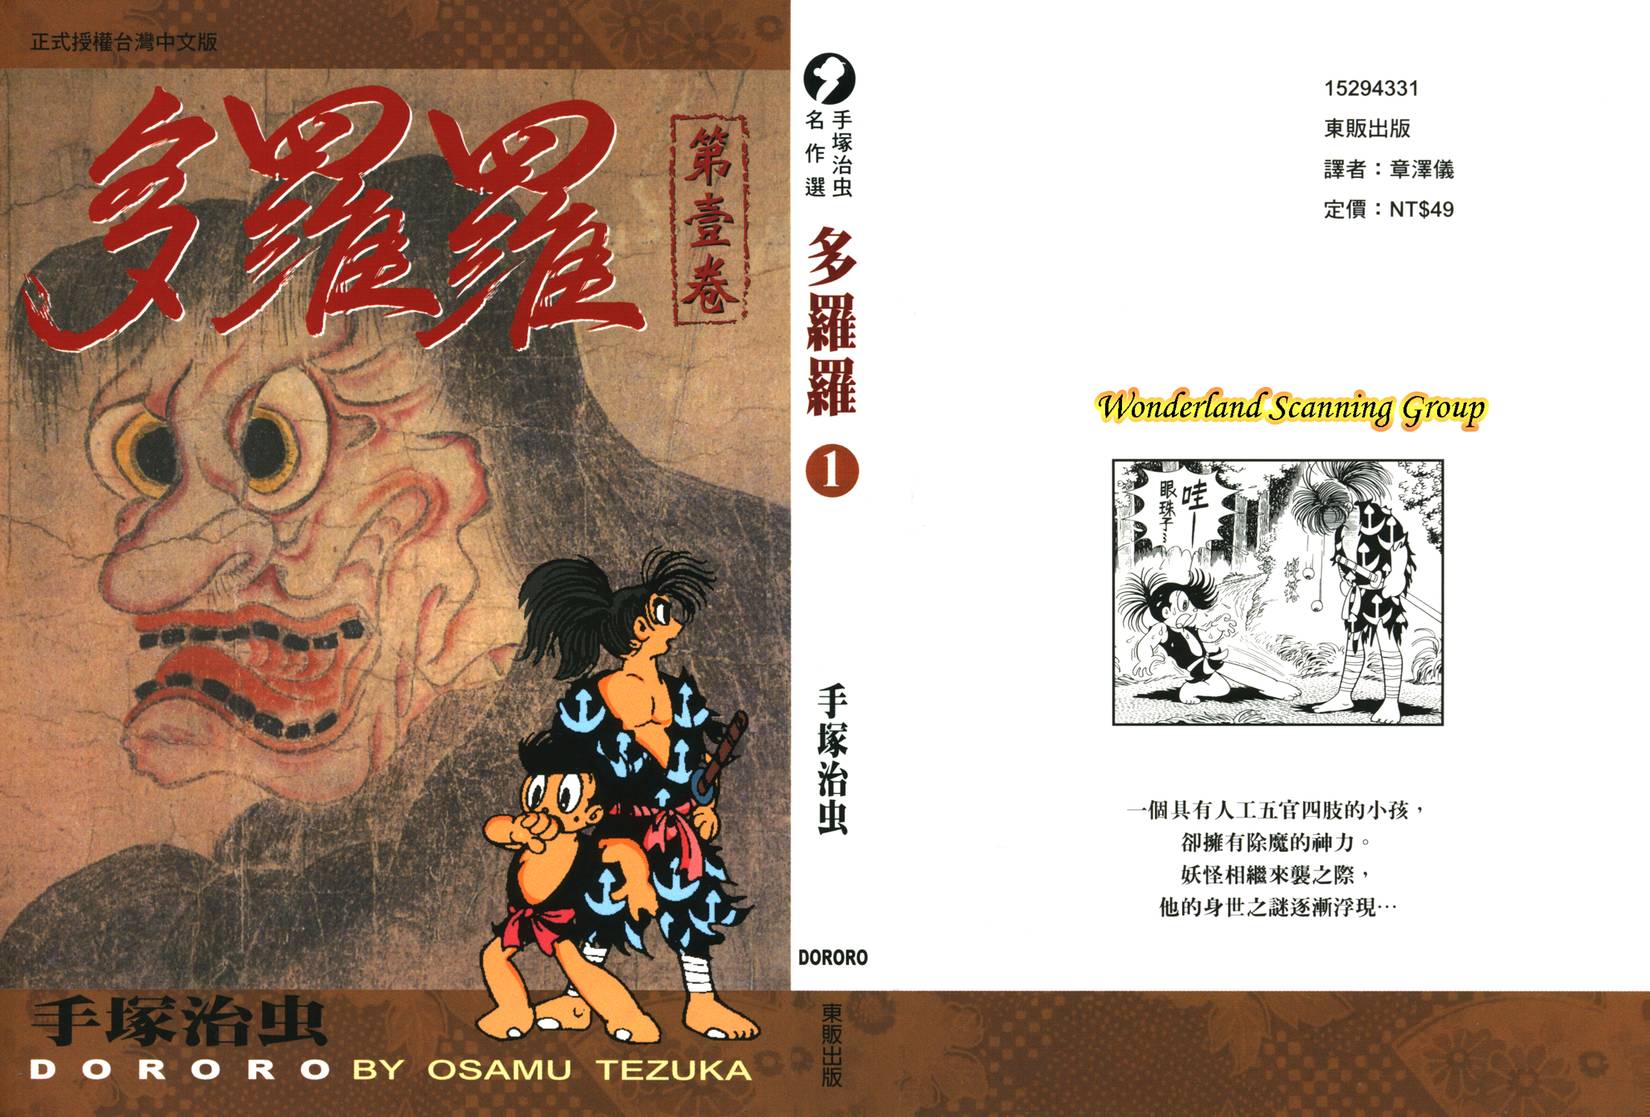 正式授權台灣中文版
多羅羅
第壹卷
手塚治虫
DORORO BY OSAMU TEZUKA
手塚治虫
名作選
多羅羅
1
手塚治虫
DORORO
東販出版
15294331
東販出版
譯者：章澤儀
定價：NT$49
Wonderland Scanning Group
哇—
眼珠子~~
一個具有人工五官四肢的小孩，
卻擁有除魔的神力。
妖怪相繼來襲之際，
他的身世之謎逐漸浮現…